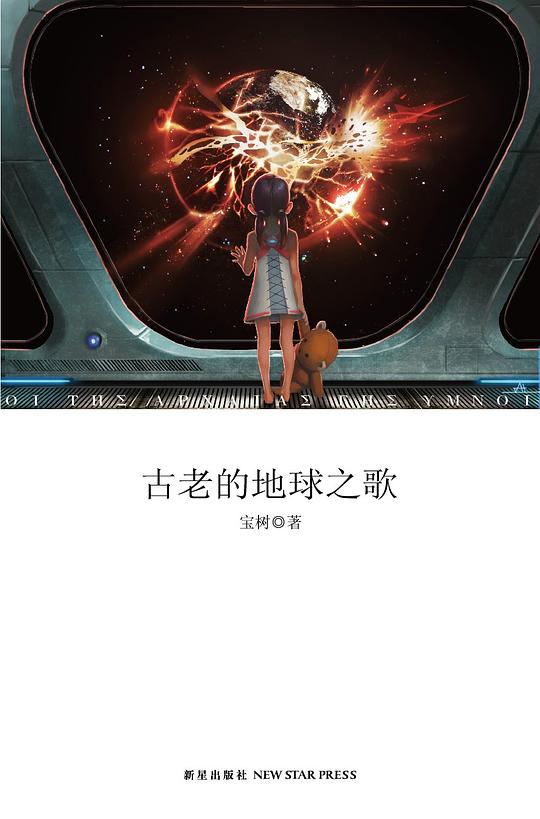 ΟΙ ΤΗΣ ΑΡΧΑΙΑΣ ΓΗΣ ΥΜΝΟΙ
古老的地球之歌
宝树◎著
新星出版社 NEW STAR PRESS